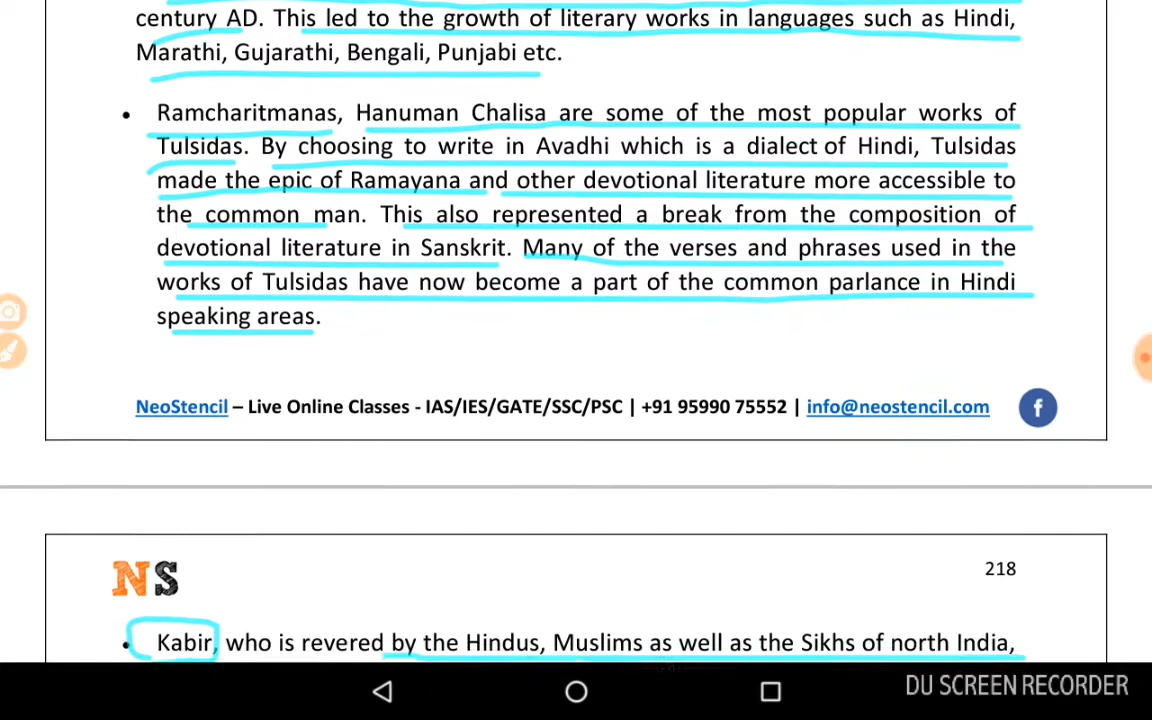 century AD. This led to the growth of literary works in languages such as Hindi,
Marathi, Gujarathi, Bengali, Punjabi etc.
• Ramcharitmanas, Hanuman Chalisa are some of the most popular works of
Tulsidas. By choosing to write in Avadhi which is a dialect of Hindi, Tulsidas
made the epic of Ramayana and other devotional literature more accessible to
the common man. This also represented a break from the composition of
devotional literature in Sanskrit. Many of the verses and phrases used in the
works of Tulsidas have now become a part of the common parlance in Hindi
speaking areas.
NeoStencil – Live Online Classes - IAS/IES/GATE/SSC/PSC | +91 95990 75552 | info@neostencil.com f
NS 218
• Kabir, who is revered by the Hindus, Muslims as well as the Sikhs of north India,
DU SCREEN RECORDER